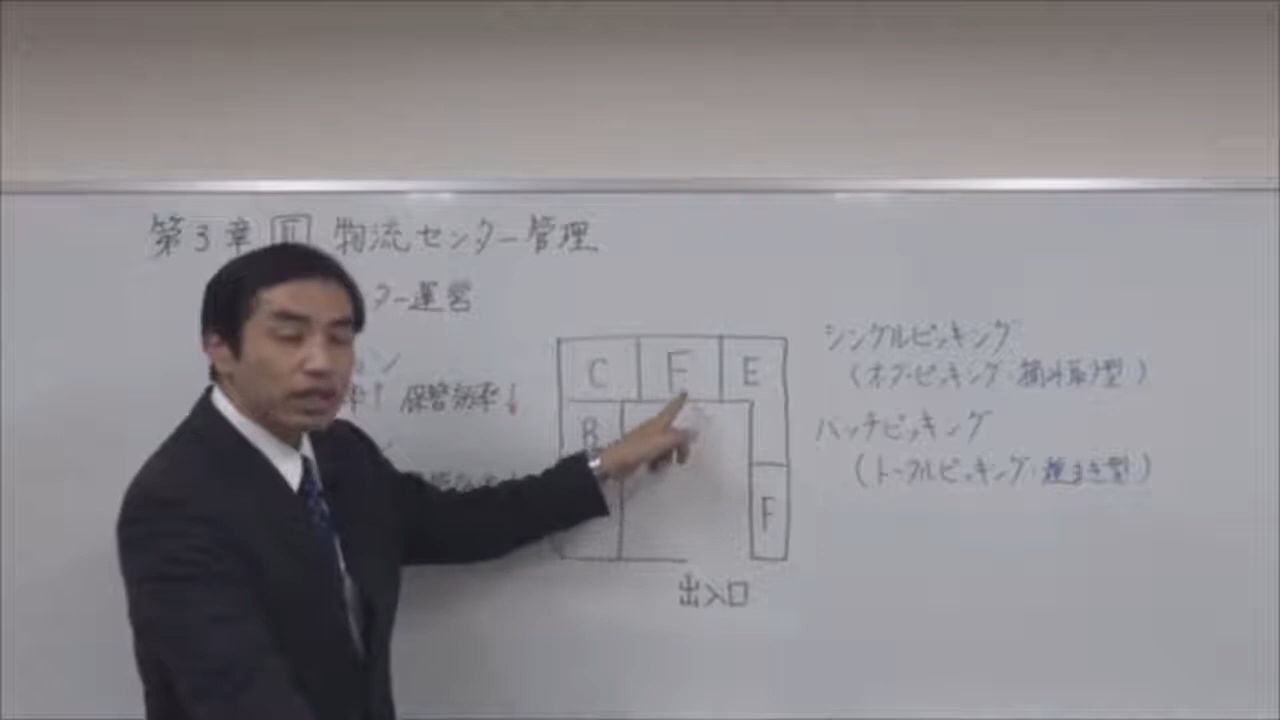 第3章 II 物流センター管理
ター運営
率↑ 保管効率↓
C F E
B
F
出入口
シングルピッキング
(オーダーピッキング・摘み取り型)
バッチピッキング
(トータルピッキング・種まき型)